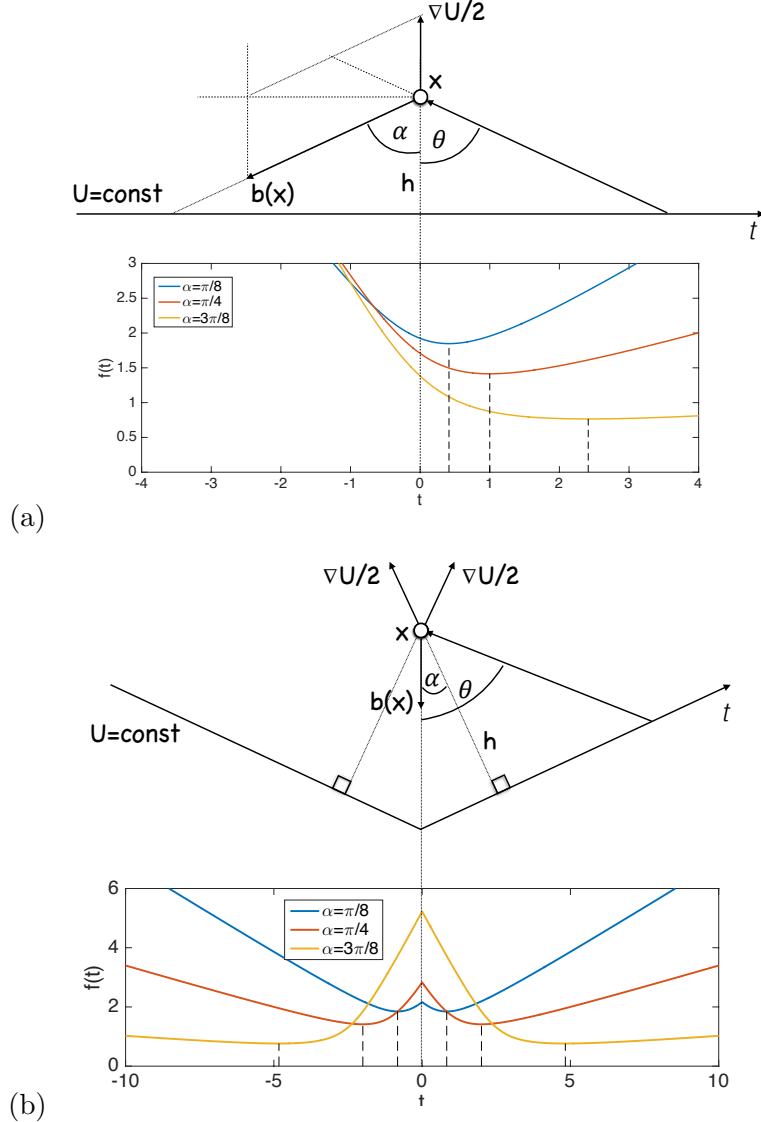 ∇U/2
x
α θ
h
U=const
b(x)
t
3
2.5
2
1.5
1
0.5
0
f(t)
α=π/8
α=π/4
α=3π/8
-4 -3 -2 -1 0 1 2 3 4
t
(a)
∇U/2 ∇U/2
x
α θ
b(x)
U=const
h
t
6
4
2
0
f(t)
α=π/8
α=π/4
α=3π/8
-10 -5 0 5 10
t
(b)